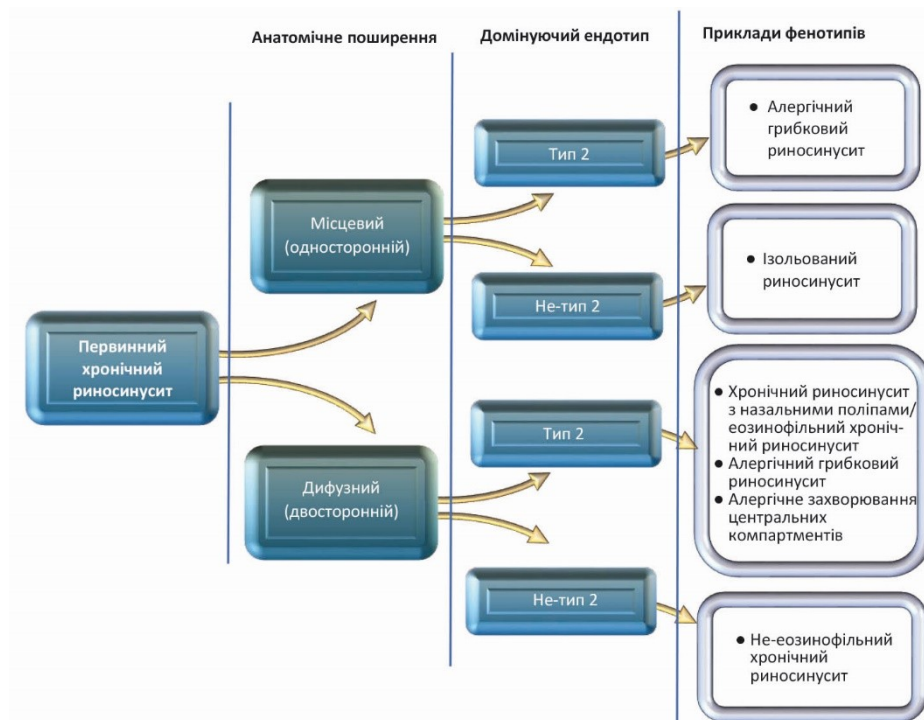 Анатомічне поширення
Домінуючий ендотип
Приклади фенотипів
Первинний
хронічний
риносинусит
Місцевий
(односторонній)
Дифузний
(двосторонній)
Тип 2
Не-тип 2
Тип 2
Не-тип 2
● Алергічний
грибковий
риносинусит
● Ізольований
риносинусит
● Хронічний риносинусит
з назальними поліпами/
еозинофільний хроніч-
ний риносинусит
● Алергічний грибковий
риносинусит
● Алергічне захворювання
центральних
компартментів
● Не-еозинофільний
хронічний
риносинусит